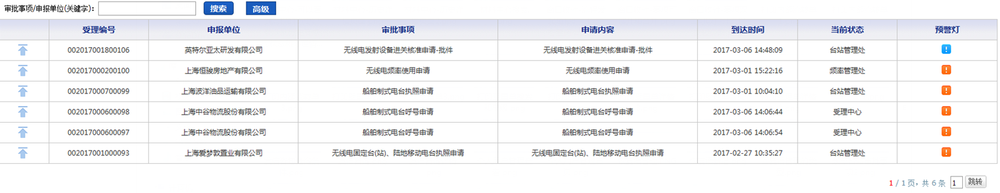 审批事项/申报单位(关键字): 搜索 高级
受理编号 申报单位 审批事项 申请内容 到达时间 当前状态 预警灯
002017001800106 英特尔亚太研发有限公司 无线电发射设备进关核准申请-批件 无线电发射设备进关核准申请-批件 2017-03-06 14:48:09 台站管理处
002017000200100 上海恒骏房地产有限公司 无线电频率使用申请 无线电频率使用申请 2017-03-01 15:22:16 频率管理处
002017000700099 上海波洋油品运输有限公司 船舶制式电台执照申请 船舶制式电台执照申请 2017-03-01 10:04:10 台站管理处
002017000600098 上海中谷物流股份有限公司 船舶制式电台呼号申请 船舶制式电台呼号申请 2017-03-06 14:06:44 受理中心
002017000600097 上海中谷物流股份有限公司 船舶制式电台呼号申请 船舶制式电台呼号申请 2017-03-06 14:06:54 受理中心
002017001000093 上海爱梦敦置业有限公司 无线电固定台(站)、陆地移动电台执照申请 无线电固定台(站)、陆地移动电台执照申请 2017-02-27 10:35:27 台站管理处
1 / 1 页，共 6 条 1 跳转